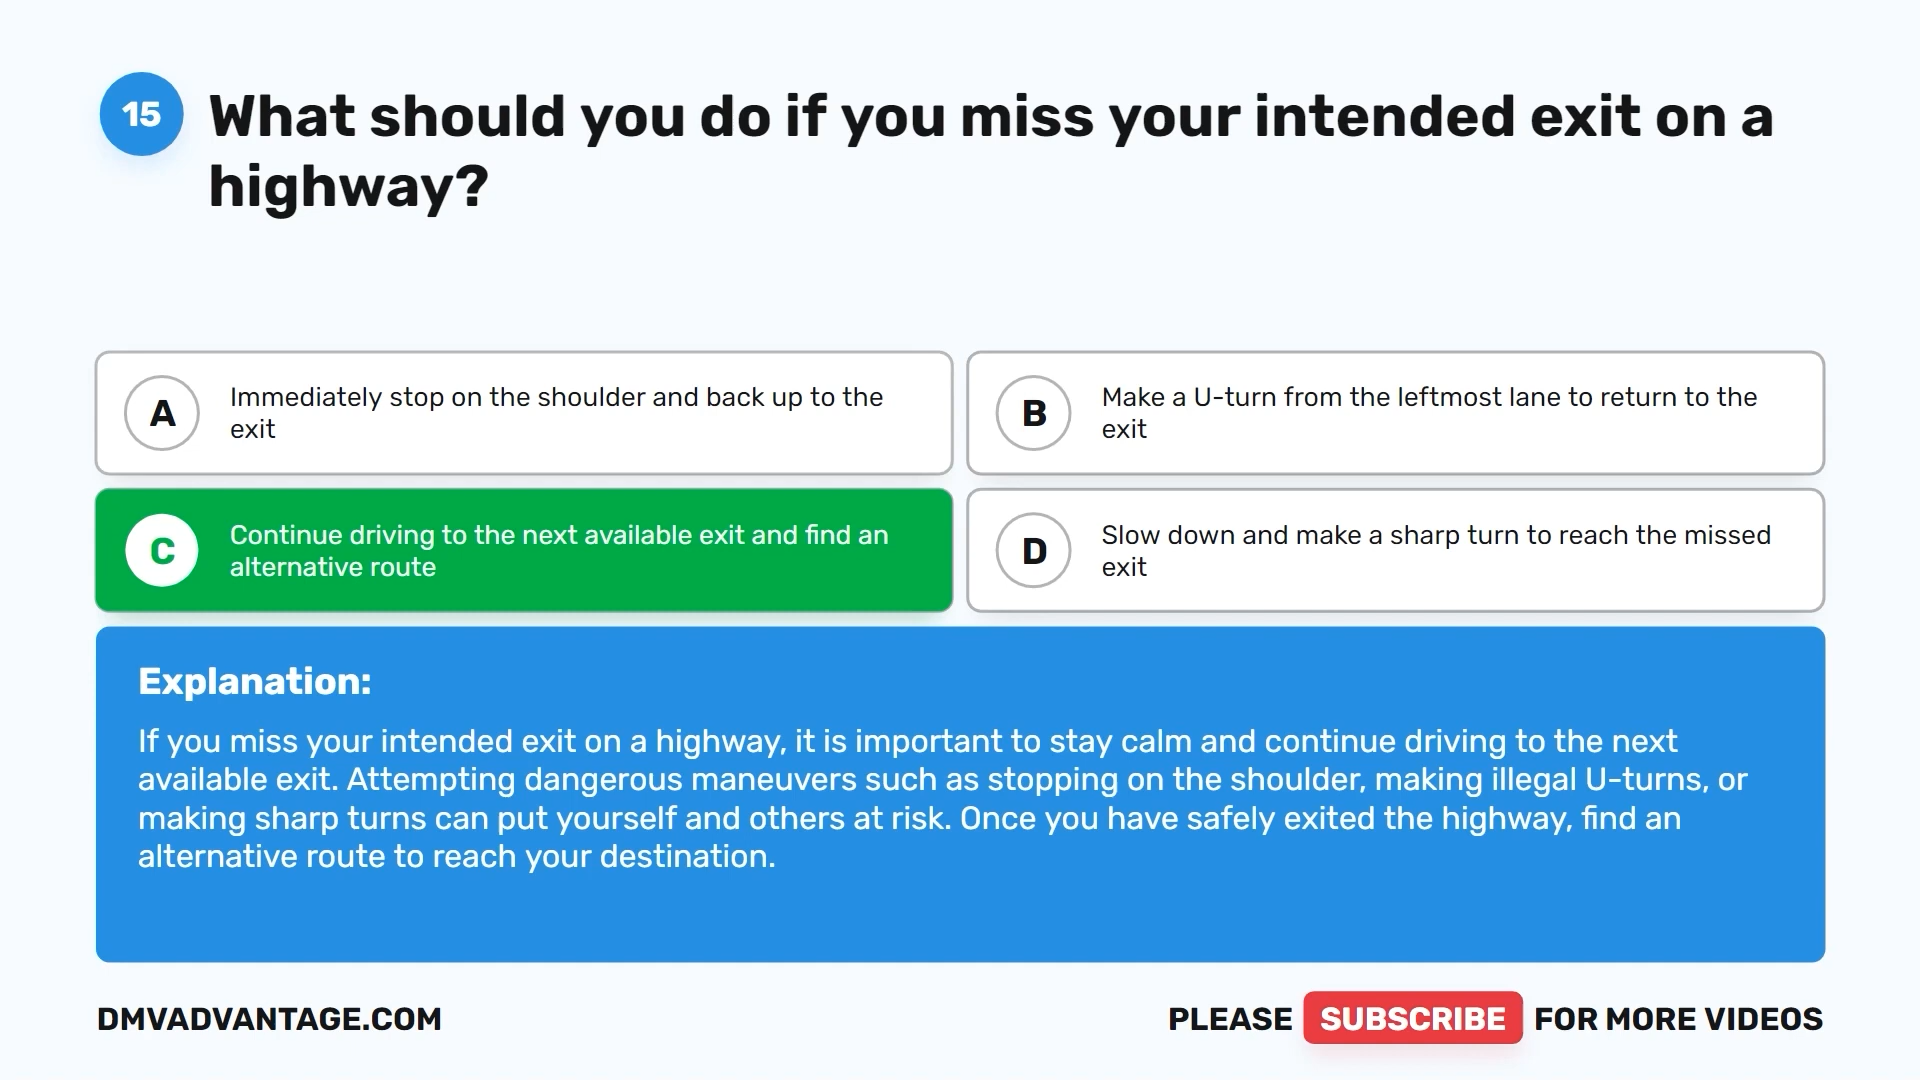 15
What should you do if you miss your intended exit on a
highway?
A
Immediately stop on the shoulder and back up to the
exit
B
Make a U-turn from the leftmost lane to return to the
exit
C
Continue driving to the next available exit and find an
alternative route
D
Slow down and make a sharp turn to reach the missed
exit
Explanation:
If you miss your intended exit on a highway, it is important to stay calm and continue driving to the next
available exit. Attempting dangerous maneuvers such as stopping on the shoulder, making illegal U-turns, or
making sharp turns can put yourself and others at risk. Once you have safely exited the highway, find an
alternative route to reach your destination.
DMVADVANTAGE.COM
PLEASE SUBSCRIBE FOR MORE VIDEOS